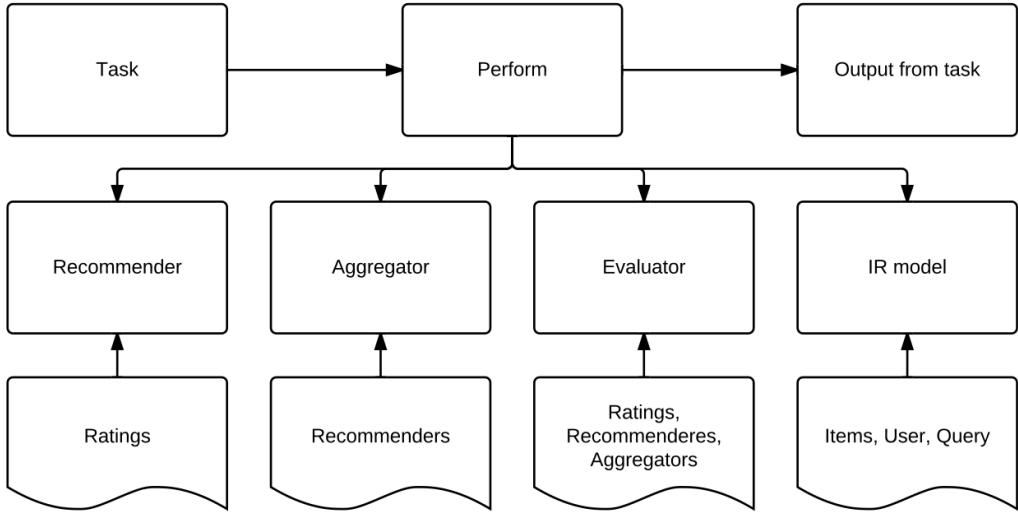 Task
Perform
Output from task
Recommender
Aggregator
Evaluator
IR model
Ratings
Recommenders
Ratings,
Recommenderes,
Aggregators
Items, User, Query